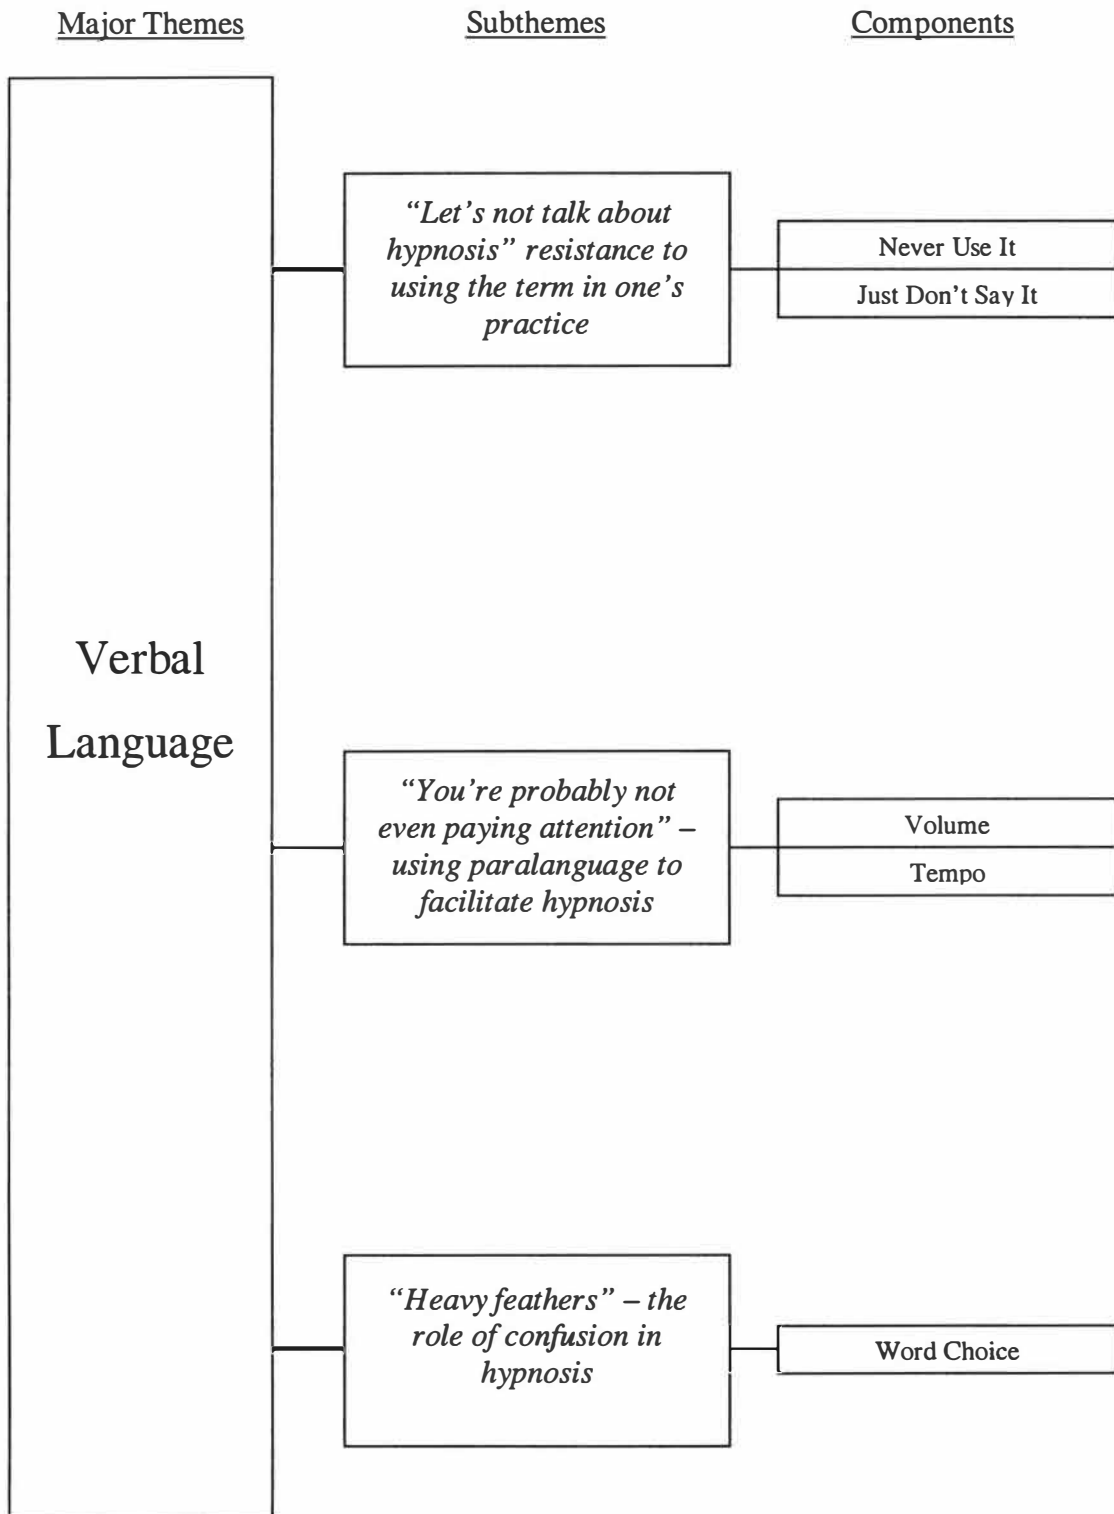 Major Themes
Subthemes
Components
Verbal
Language
“Let’s not talk about
hypnosis” resistance to
using the term in one’s
practice
Never Use It
Just Don’t Say It
“You’re probably not
even paying attention” –
using paralanguage to
facilitate hypnosis
Volume
Tempo
“Heavy feathers” – the
role of confusion in
hypnosis
Word Choice